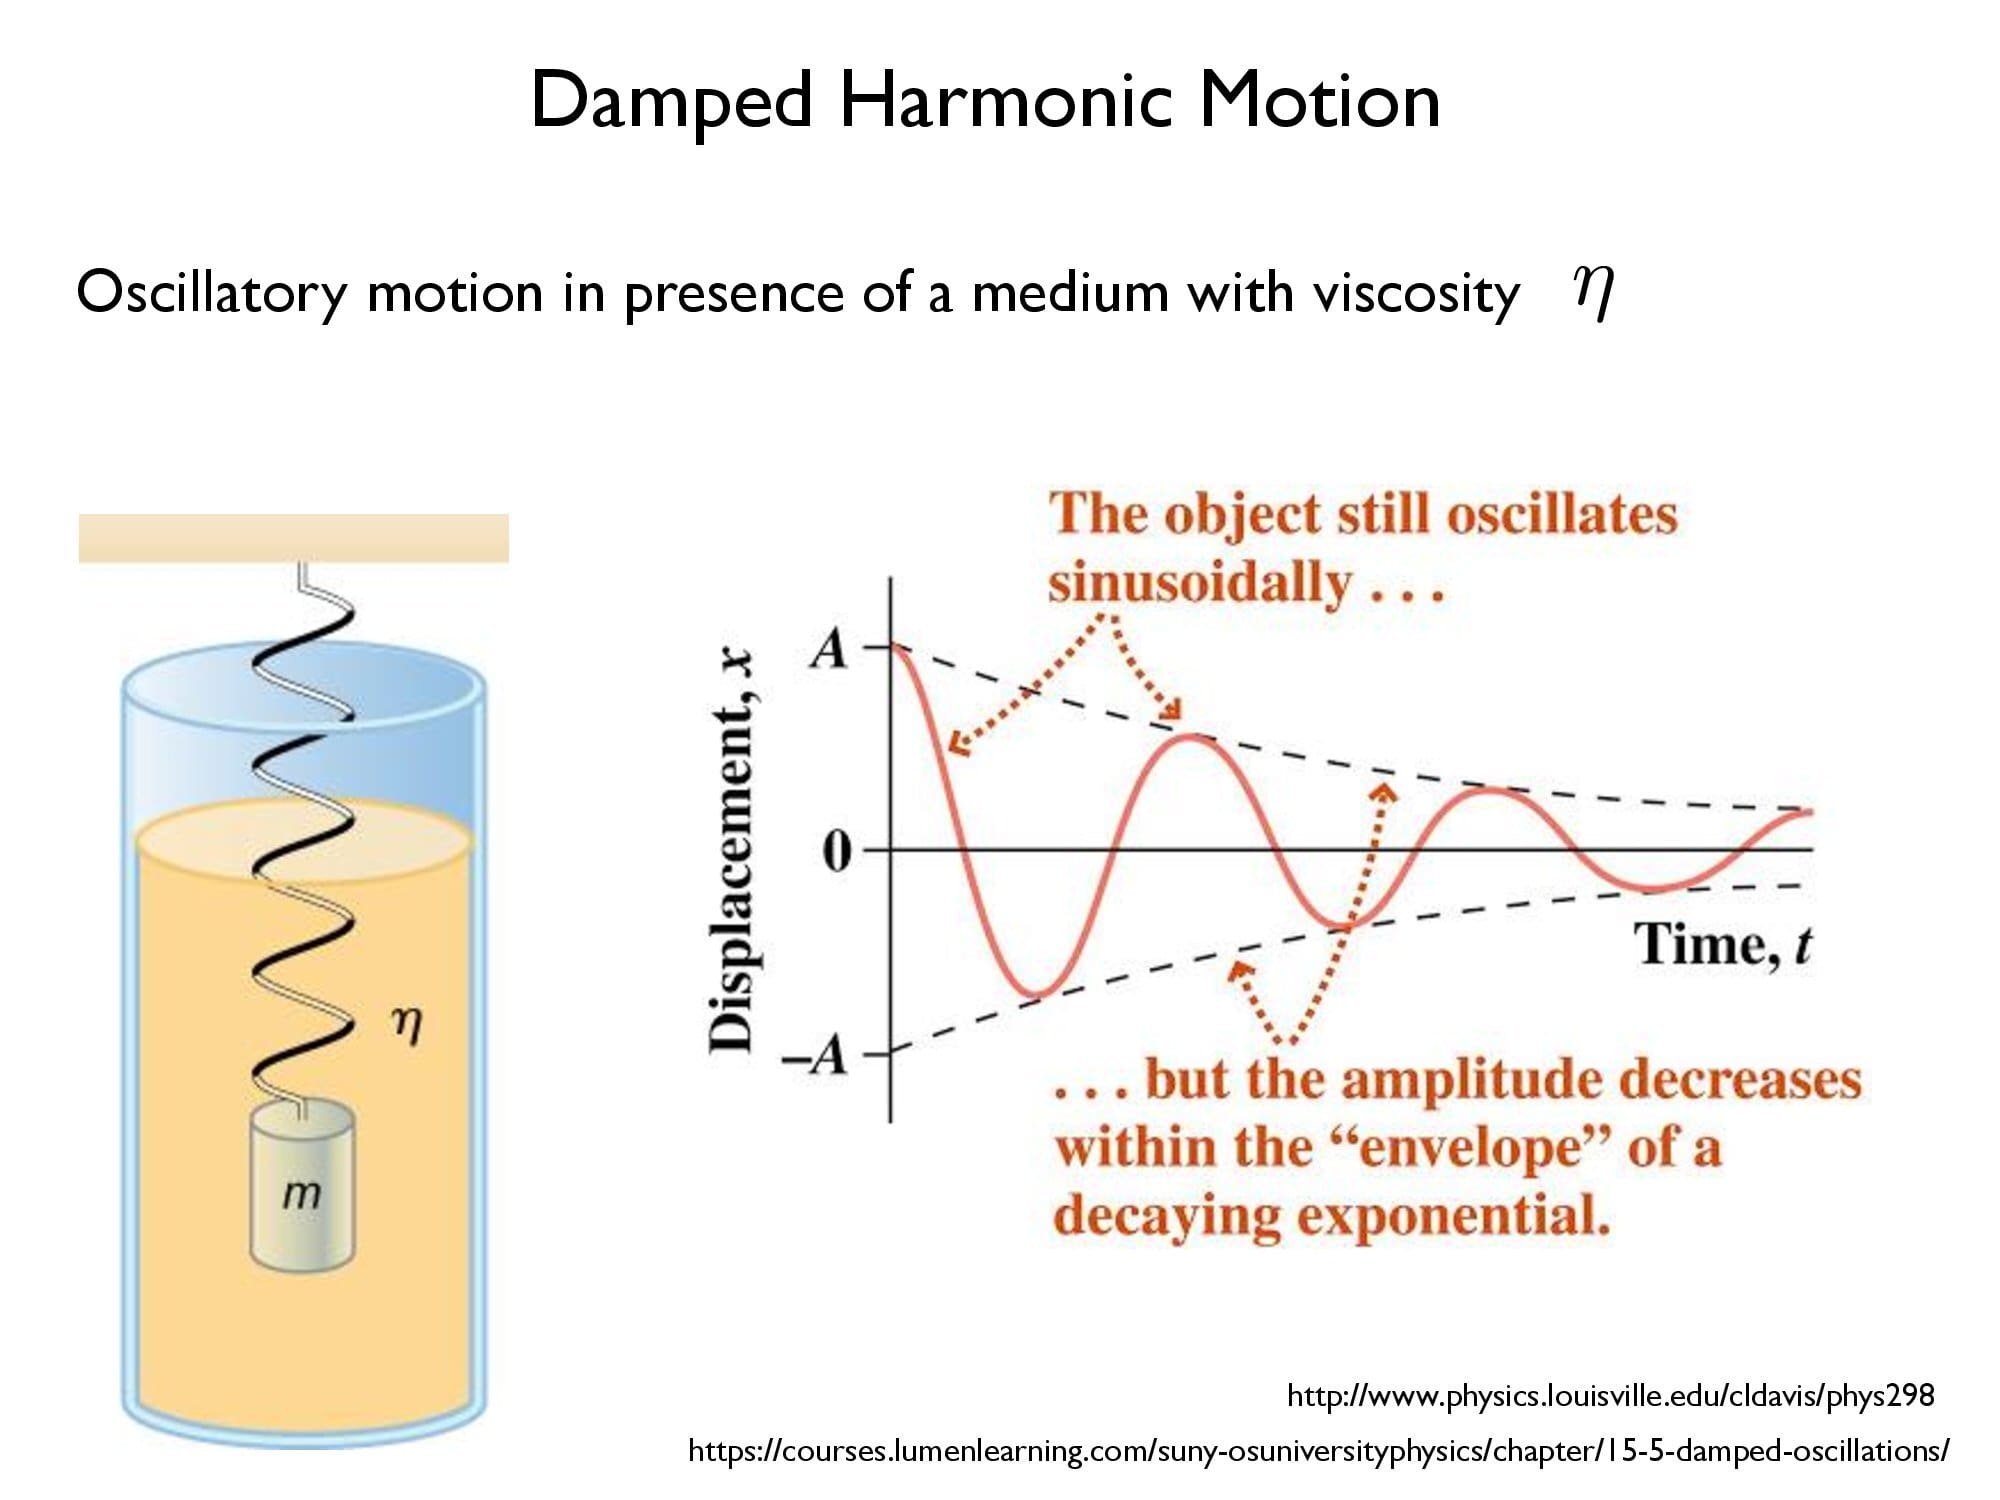 Damped Harmonic Motion
Oscillatory motion in presence of a medium with viscosity η
η
m
The object still oscillates
sinusoidally . . .
A
0
–A
Displacement, x
Time, t
. . . but the amplitude decreases
within the “envelope” of a
decaying exponential.
http://www.physics.louisville.edu/cldavis/phys298
https://courses.lumenlearning.com/suny-osuniversityphysics/chapter/15-5-damped-oscillations/